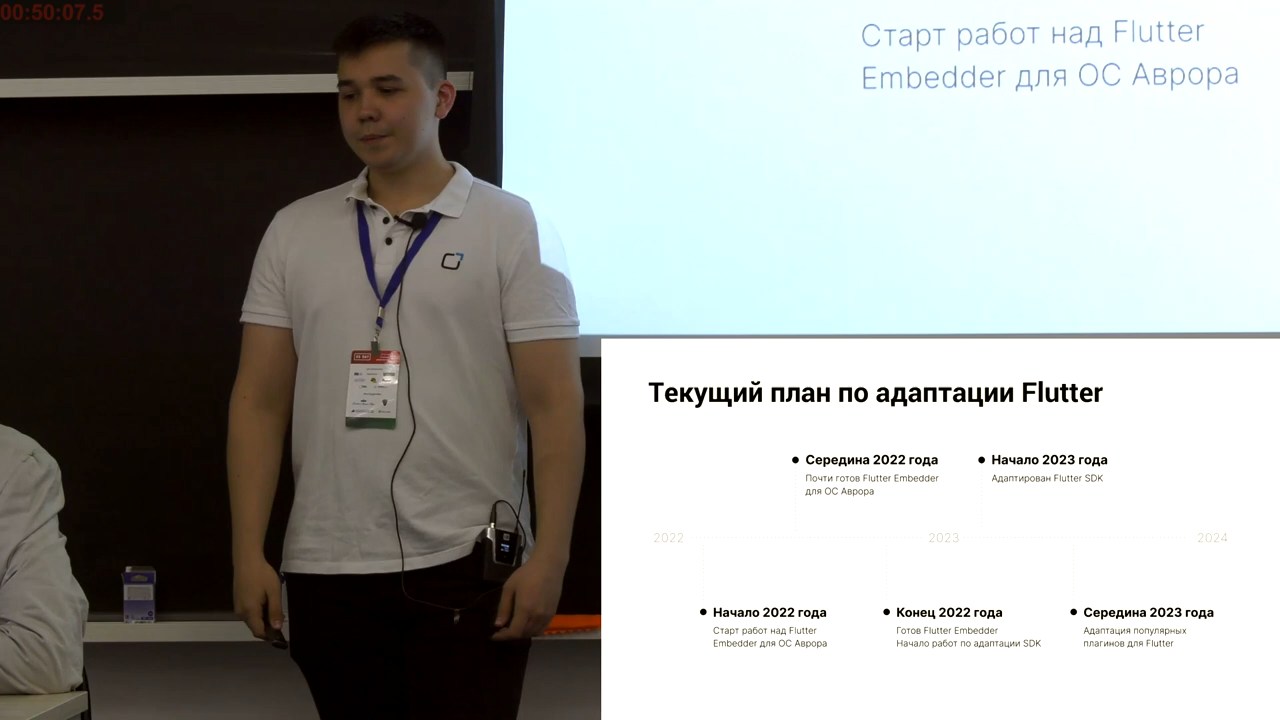 00:50:07.5
Старт работ над Flutter
Embedder для ОС Аврора
Текущий план по адаптации Flutter
Середина 2022 года
Почти готов Flutter Embedder
для ОС Аврора
Начало 2023 года
Адаптирован Flutter SDK
2022
2023
2024
Начало 2022 года
Старт работ над Flutter
Embedder для ОС Аврора
Конец 2022 года
Готов Flutter Embedder
Начало работ по адаптации SDK
Середина 2023 года
Адаптация популярных
плагинов для Flutter